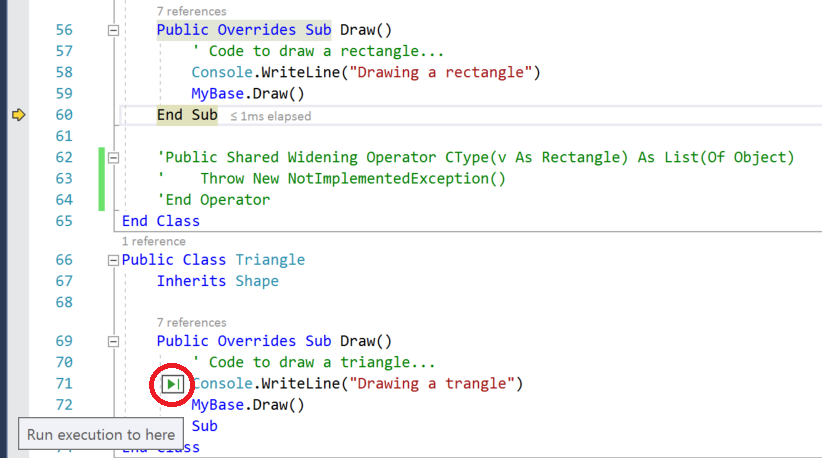 7 references
56 Public Overrides Sub Draw()
57 ' Code to draw a rectangle...
58 Console.WriteLine("Drawing a rectangle")
59 MyBase.Draw()
60 End Sub ≤ 1ms elapsed
61
62 'Public Shared Widening Operator CType(v As Rectangle) As List(Of Object)
63 ' Throw New NotImplementedException()
64 'End Operator
65 End Class
1 reference
66 Public Class Triangle
67 Inherits Shape
68
7 references
69 Public Overrides Sub Draw()
70 ' Code to draw a triangle...
71 Console.WriteLine("Drawing a trangle")
72 MyBase.Draw()
Sub
Run execution to here
Class